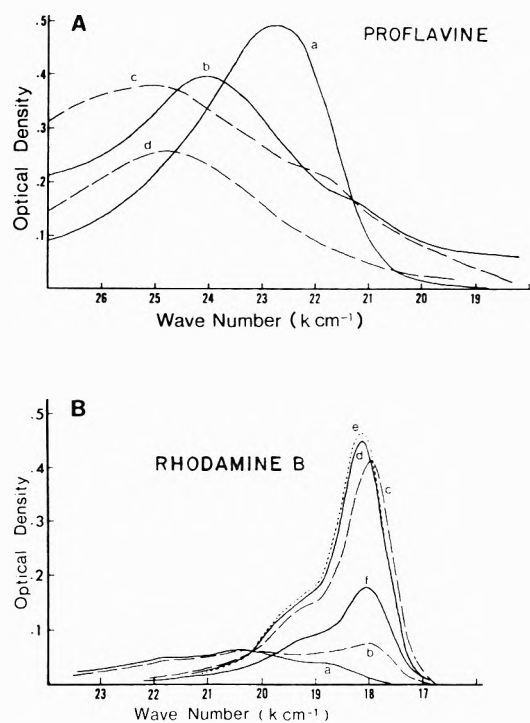 A
PROFLAVINE
.5
.4
.3
.2
.1
Optical Density
a
b
c
d
26 25 24 23 22 21 20 19
Wave Number (k cm⁻¹)
B
RHODAMINE B
.5
.4
.3
.2
.1
Optical Density
e
d
c
f
b
a
23 22 21 20 19 18 17
Wave Number (k cm⁻¹)